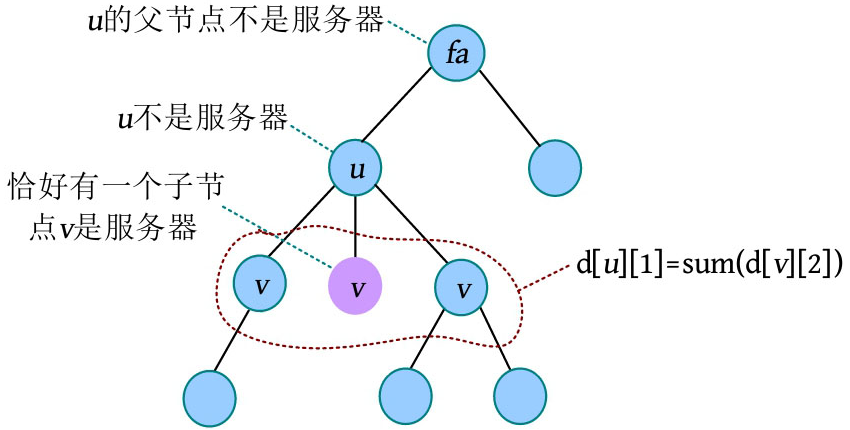 u的父节点不是服务器
fa
u不是服务器
u
恰好有一个子节
点v是服务器
v
v
v
d[u][1]=sum(d[v][2])